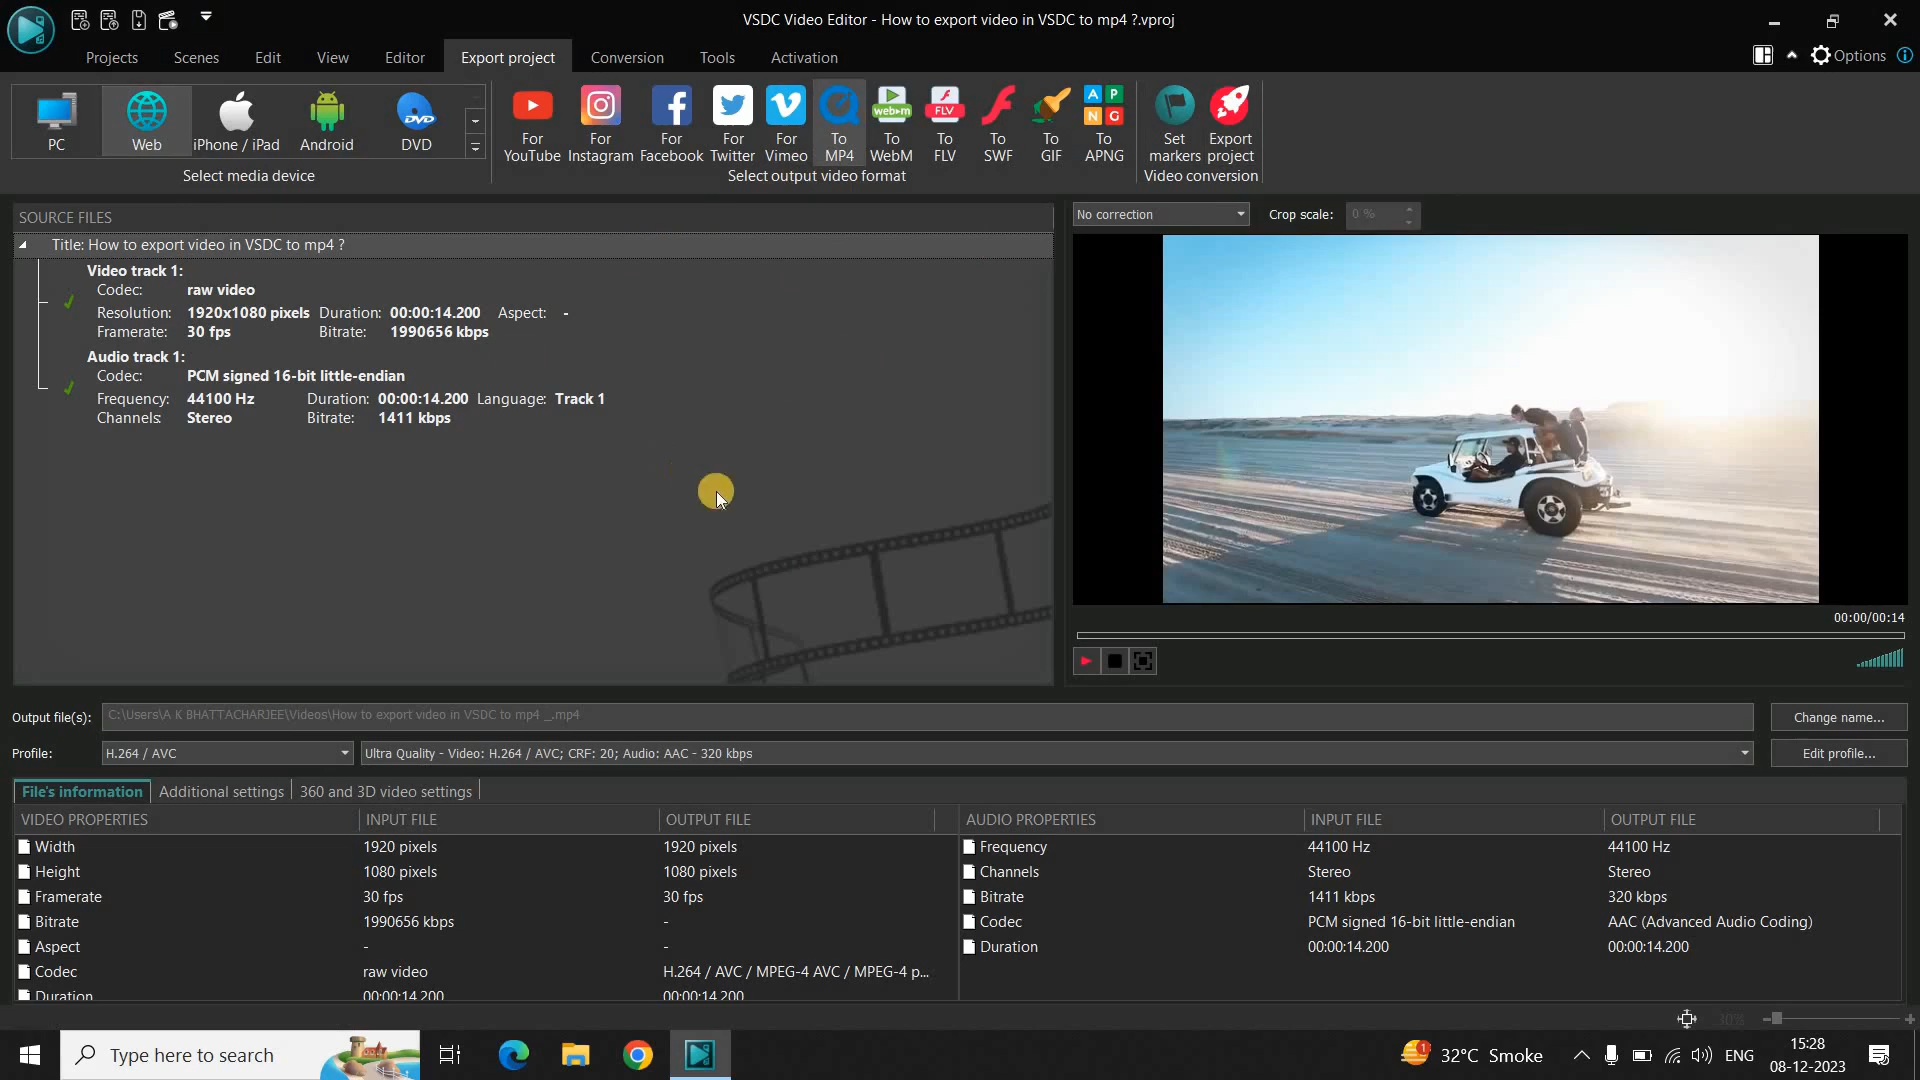 VSDC Video Editor - How to export video in VSDC to mp4 ?.vproj
Projects Scenes Edit View Editor Export project Conversion Tools Activation Options
PC Web iPhone / iPad Android DVD
Select media device
For YouTube
For Instagram
For Facebook
For Twitter
For Vimeo
To MP4
To WebM
To FLV
To SWF
To GIF
To APNG
Select output video format
Set markers
Export project
Video conversion
SOURCE FILES
Title: How to export video in VSDC to mp4 ?
Video track 1:
Codec: raw video
Resolution: 1920x1080 pixels Duration: 00:00:14.200 Aspect: -
Framerate: 30 fps Bitrate: 1990656 kbps
Audio track 1:
Codec: PCM signed 16-bit little-endian
Frequency: 44100 Hz Duration: 00:00:14.200 Language: Track 1
Channels: Stereo Bitrate: 1411 kbps
No correction Crop scale: 0 %
00:00/00:14
Output file(s): C:\Users\A K BHATTACHARJEE\Videos\How to export video in VSDC to mp4 _.mp4 Change name...
Profile: H.264 / AVC Ultra Quality - Video: H.264 / AVC; CRF: 20; Audio: AAC - 320 kbps Edit profile...
File's information Additional settings 360 and 3D video settings
VIDEO PROPERTIES INPUT FILE OUTPUT FILE
Width 1920 pixels 1920 pixels
Height 1080 pixels 1080 pixels
Framerate 30 fps 30 fps
Bitrate 1990656 kbps -
Aspect - -
Codec raw video H.264 / AVC / MPEG-4 AVC / MPEG-4 p...
Duration 00:00:14.200 00:00:14.200
AUDIO PROPERTIES INPUT FILE OUTPUT FILE
Frequency 44100 Hz 44100 Hz
Channels Stereo Stereo
Bitrate 1411 kbps 320 kbps
Codec PCM signed 16-bit little-endian AAC (Advanced Audio Coding)
Duration 00:00:14.200 00:00:14.200
30%
Type here to search
32°C Smoke
ENG
15:28
08-12-2023